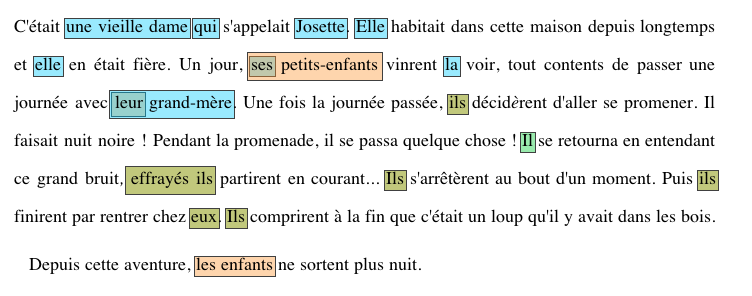 C'était une vieille dame qui s'appelait Josette. Elle habitait dans cette maison depuis longtemps
et elle en était fière. Un jour, ses petits-enfants vinrent la voir, tout contents de passer une
journée avec leur grand-mère. Une fois la journée passée, ils décidèrent d'aller se promener. Il
faisait nuit noire ! Pendant la promenade, il se passa quelque chose ! Il se retourna en entendant
ce grand bruit, effrayés ils partirent en courant... Ils s'arrêtèrent au bout d'un moment. Puis ils
finirent par rentrer chez eux. Ils comprirent à la fin que c'était un loup qu'il y avait dans les bois.
Depuis cette aventure, les enfants ne sortent plus nuit.